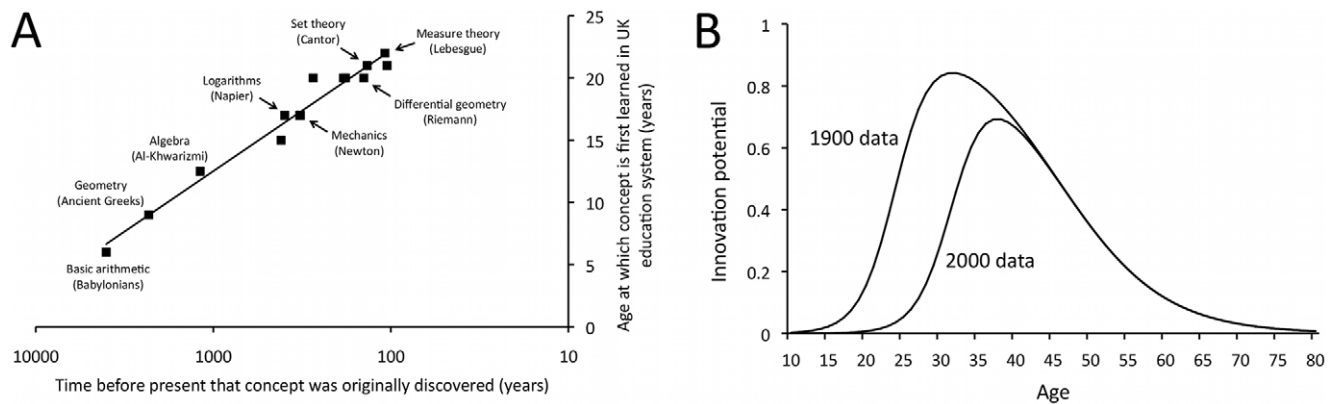 A
Set theory
(Cantor)
Measure theory
(Lebesgue)
Logarithms
(Napier)
Differential geometry
(Riemann)
Mechanics
(Newton)
Algebra
(Al-Khwarizmi)
Geometry
(Ancient Greeks)
Basic arithmetic
(Babylonians)
25
20
15
10
5
0
Age at which concept is first learned in UK
education system (years)
10000 1000 100 10
Time before present that concept was originally discovered (years)
B
1
0.8
0.6
0.4
0.2
0
Innovation potential
1900 data
2000 data
10 15 20 25 30 35 40 45 50 55 60 65 70 75 80
Age